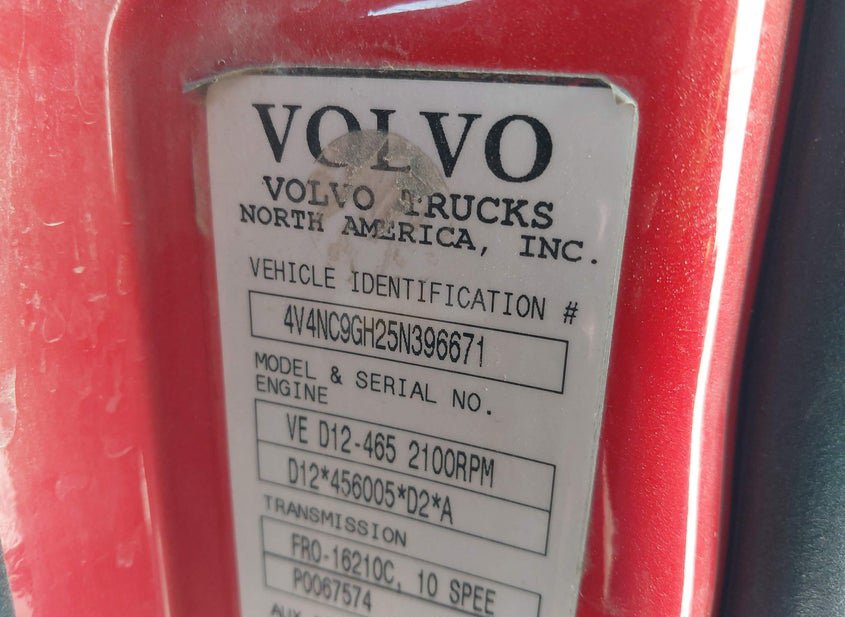 VOLVO
VOLVO TRUCKS
NORTH AMERICA, INC.
VEHICLE IDENTIFICATION #
4V4NC9GH25N396671
MODEL & SERIAL NO.
ENGINE
VE D12-465 2100RPM
D12*456005*D2*A
TRANSMISSION
FRO-16210C, 10 SPEE
P0067574